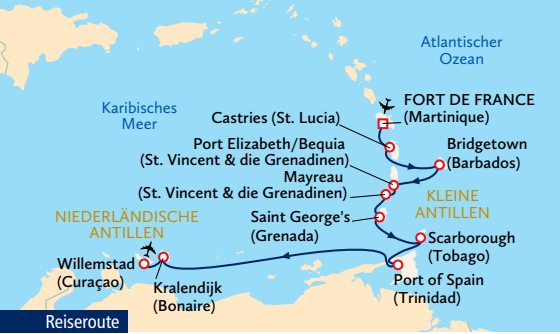 Atlantischer
Ozean
Karibisches
Meer
FORT DE FRANCE
(Martinique)
Castries (St. Lucia)
Port Elizabeth/Bequia
(St. Vincent & die Grenadinen)
Bridgetown
(Barbados)
Mayreau
(St. Vincent & die Grenadinen)
KLEINE
ANTILLEN
Saint George's
(Grenada)
NIEDERLÄNDISCHE
ANTILLEN
Scarborough
(Tobago)
Willemstad
(Curaçao)
Kralendijk
(Bonaire)
Port of Spain
(Trinidad)
Reiseroute